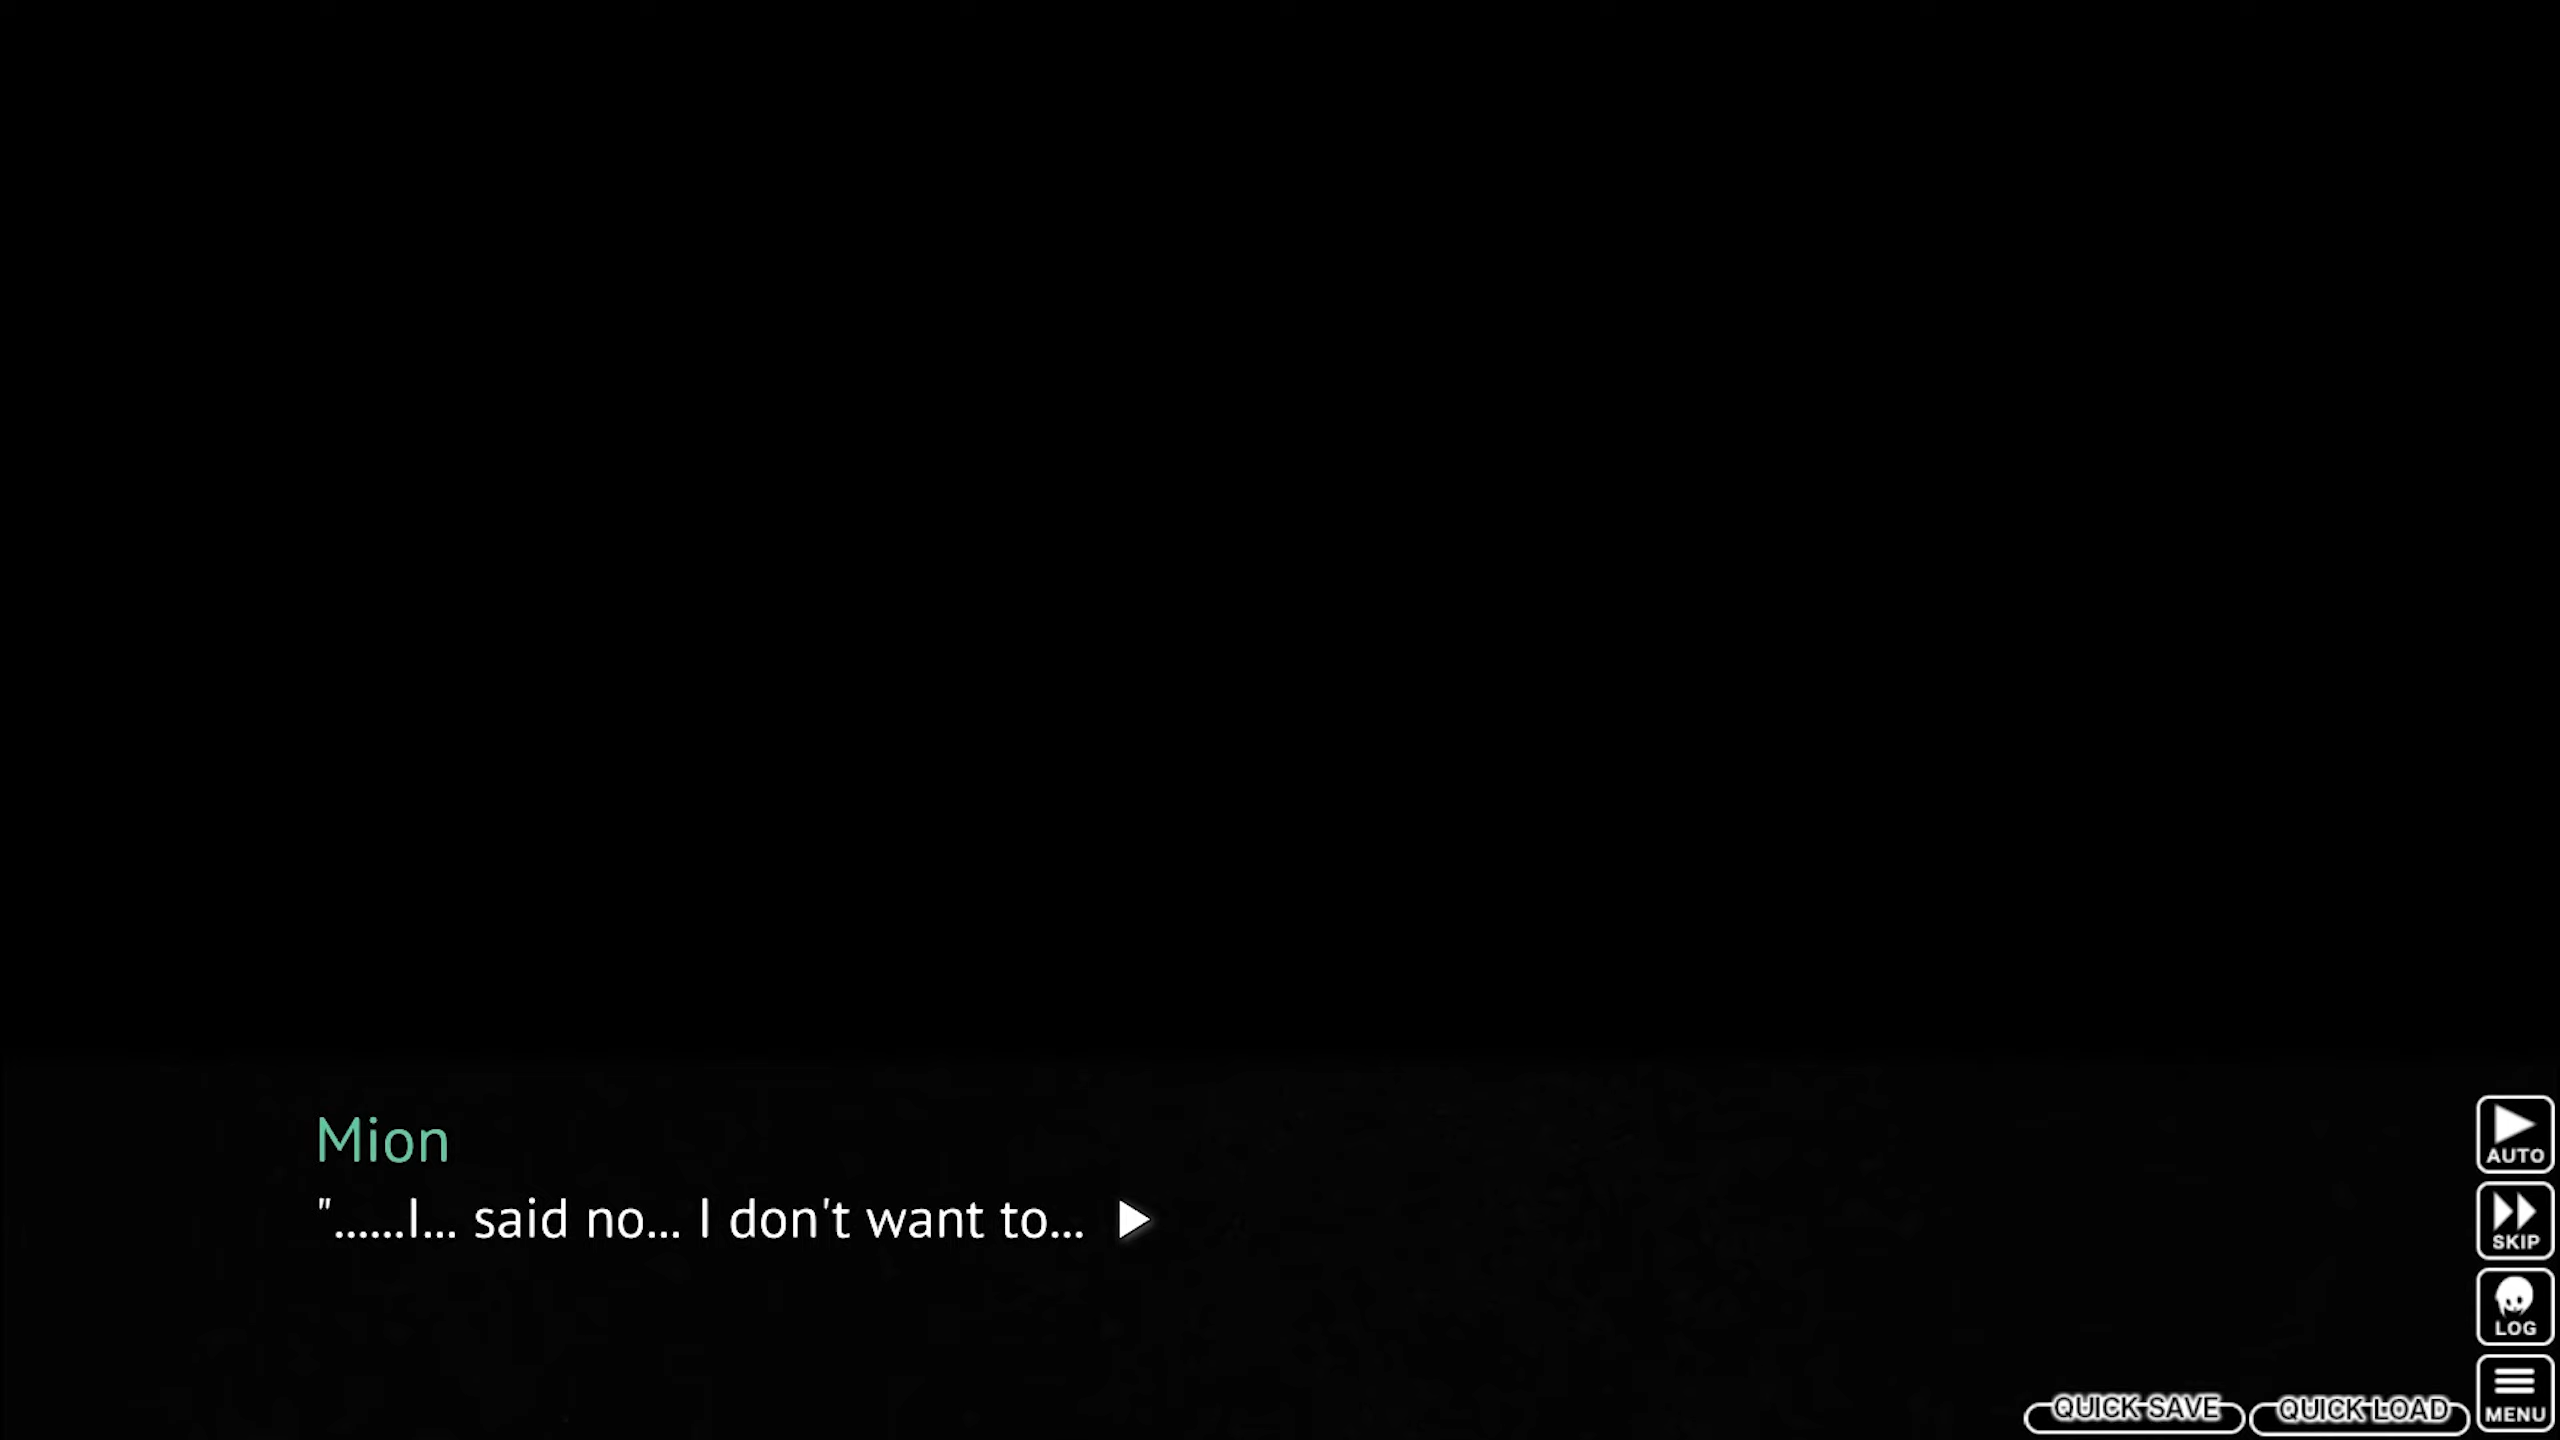 Mion
"......I... said no... I don't want to...
AUTO
SKIP
LOG
QUICK SAVE QUICK LOAD MENU